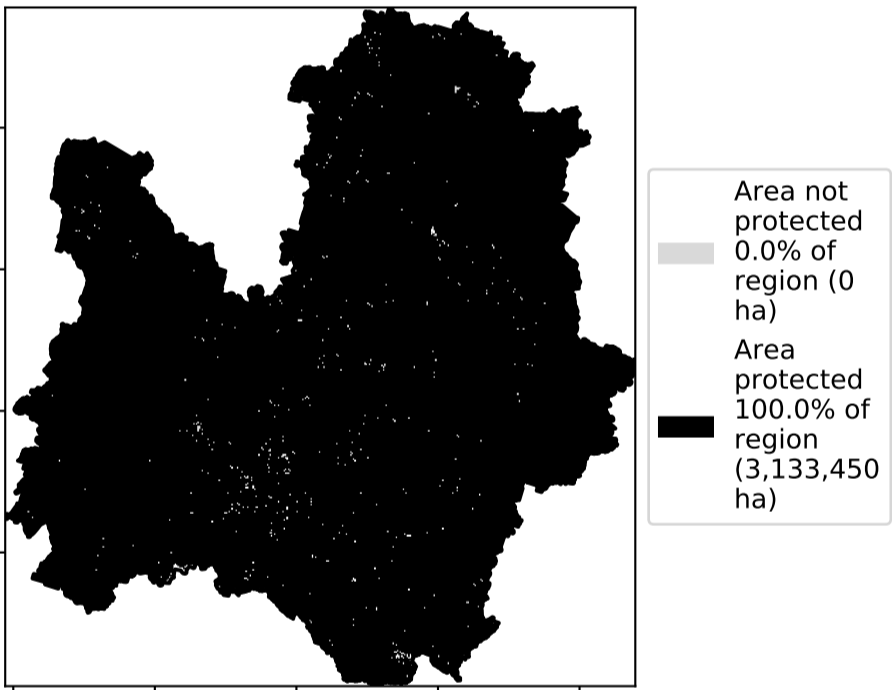 Area not
protected
0.0% of
region (0
ha)
Area
protected
100.0% of
region
(3,133,450
ha)